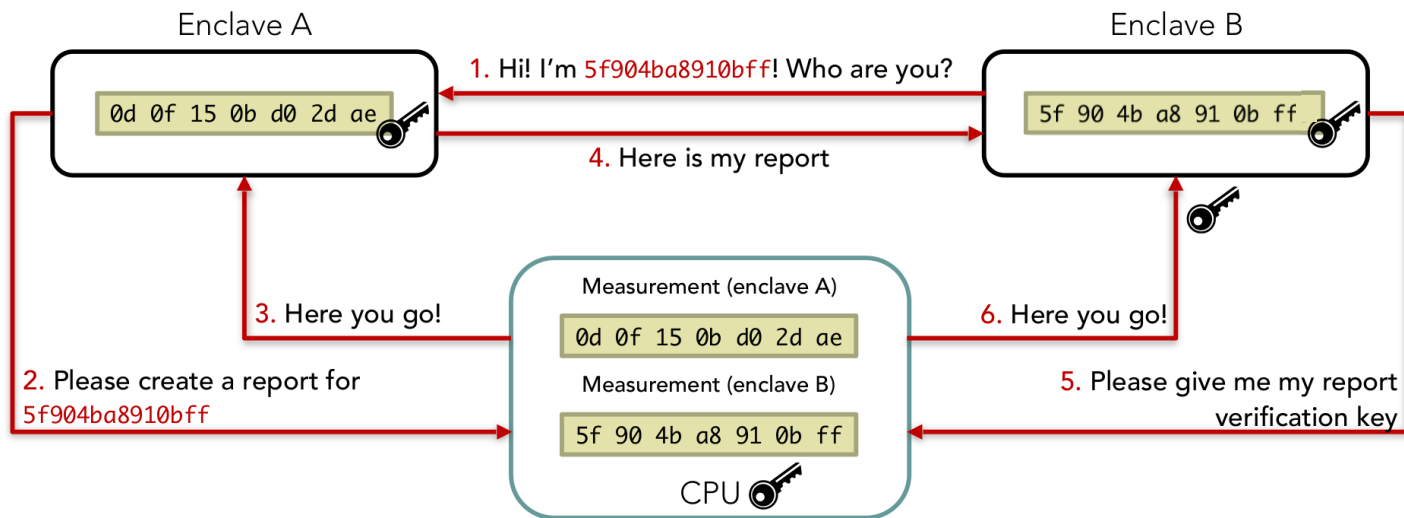 Enclave A
Enclave B
1. Hi! I’m 5f904ba8910bff! Who are you?
0d 0f 15 0b d0 2d ae
5f 90 4b a8 91 0b ff
4. Here is my report
Measurement (enclave A)
3. Here you go!
6. Here you go!
0d 0f 15 0b d0 2d ae
2. Please create a report for
5f904ba8910bff
Measurement (enclave B)
5. Please give me my report
verification key
5f 90 4b a8 91 0b ff
CPU